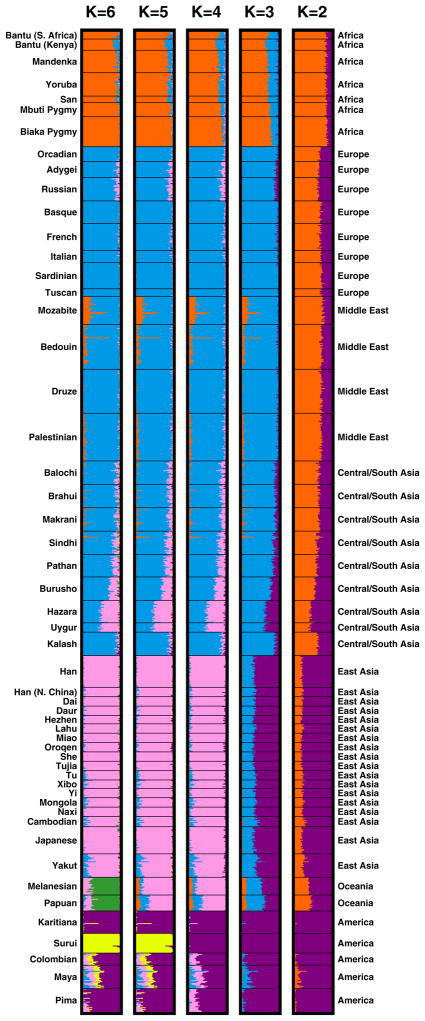 K=6 K=5 K=4 K=3 K=2
Bantu (S. Africa) Africa
Bantu (Kenya) Africa
Mandenka Africa
Yoruba Africa
San Africa
Mbuti Pygmy Africa
Biaka Pygmy Africa
Orcadian Europe
Adygei Europe
Russian Europe
Basque Europe
French Europe
Italian Europe
Sardinian Europe
Tuscan Europe
Mozabite Middle East
Bedouin Middle East
Druze Middle East
Palestinian Middle East
Balochi Central/South Asia
Brahui Central/South Asia
Makrani Central/South Asia
Sindhi Central/South Asia
Pathan Central/South Asia
Burusho Central/South Asia
Hazara Central/South Asia
Uygur Central/South Asia
Kalash Central/South Asia
Han East Asia
Han (N. China) East Asia
Dai East Asia
Daur East Asia
Hezhen East Asia
Lahu East Asia
Miao East Asia
Oroqen East Asia
She East Asia
Tujia East Asia
Tu East Asia
Xibo East Asia
Yi East Asia
Mongola East Asia
Naxi East Asia
Cambodian East Asia
Japanese East Asia
Yakut East Asia
Melanesian Oceania
Papuan Oceania
Karitiana America
Surui America
Colombian America
Maya America
Pima America